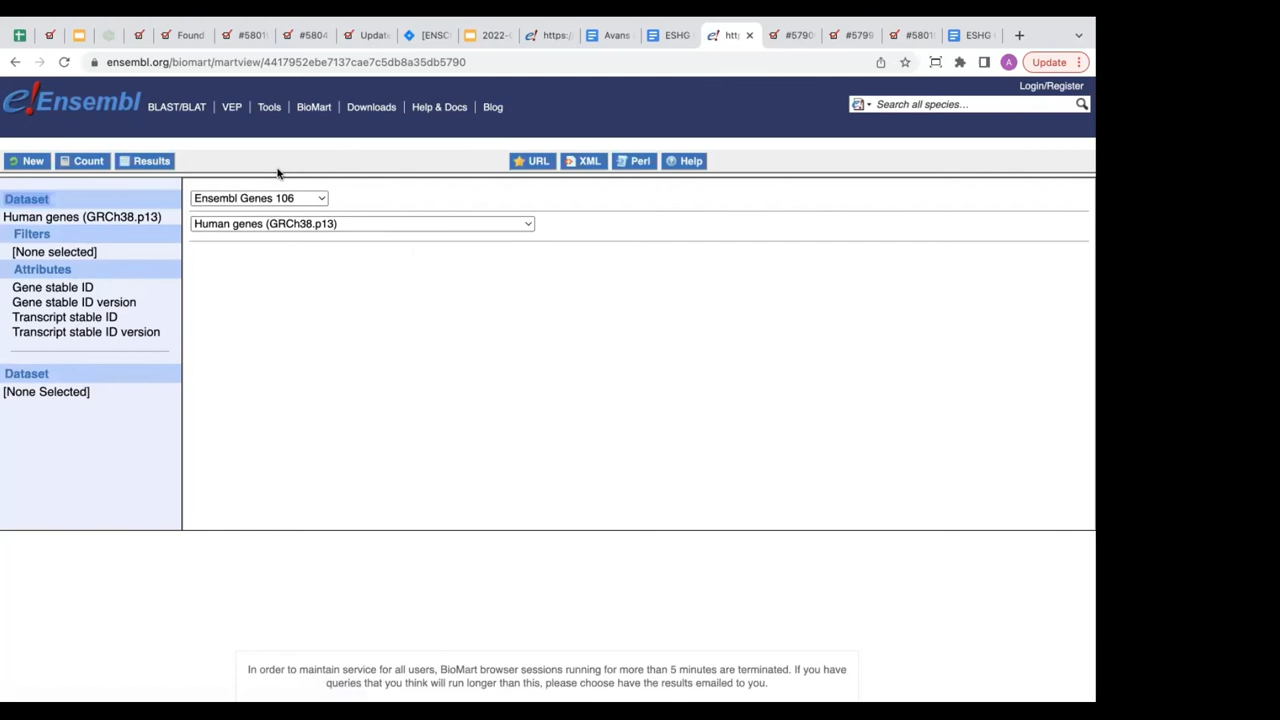 Found
#5801
#5804
Update
[ENSC
2022-
https:/
Avans
ESHG
htt
#5790
#5799
#5801
ESHG
ensembl.org/biomart/martview/4417952ebe7137cae7c5db8a35db5790
A
Update
Login/Register
e!Ensembl
BLAST/BLAT | VEP | Tools | BioMart | Downloads | Help & Docs | Blog
Search all species…
New
Count
Results
URL
XML
Perl
Help
Dataset
Human genes (GRCh38.p13)
Filters
[None selected]
Attributes
Gene stable ID
Gene stable ID version
Transcript stable ID
Transcript stable ID version
Dataset
[None Selected]
Ensembl Genes 106
Human genes (GRCh38.p13)
In order to maintain service for all users, BioMart browser sessions running for more than 5 minutes are terminated. If you have
queries that you think will run longer than this, please choose have the results emailed to you.